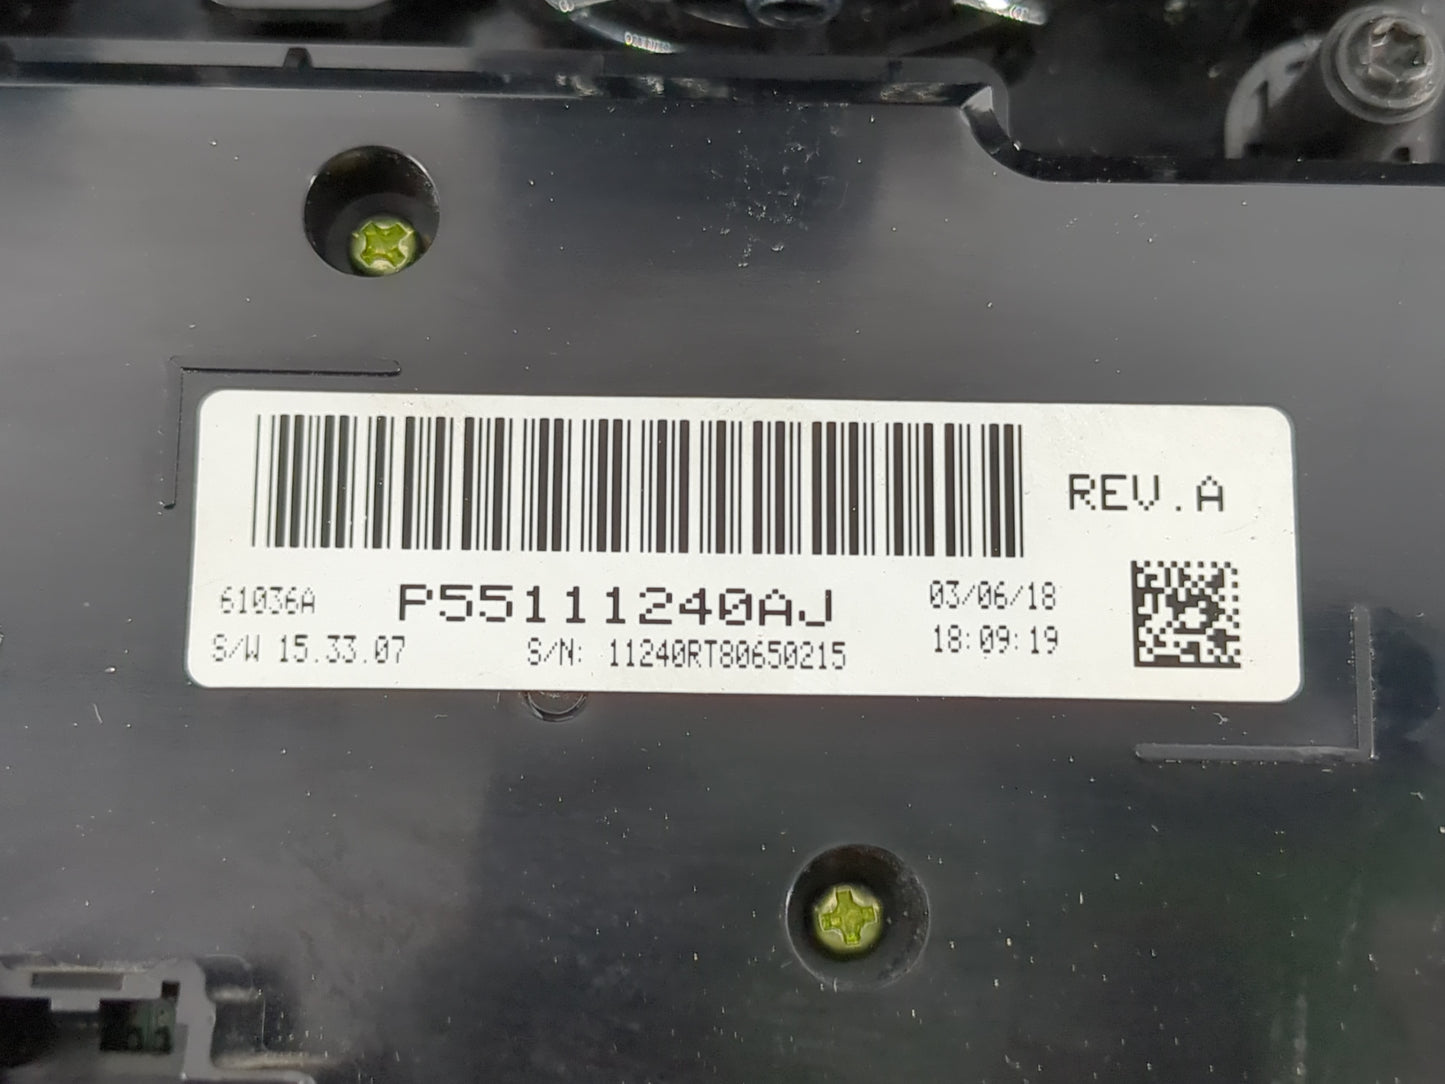 REV.A
61036A P55111240AJ 03/06/18
S/W 15.33.07 S/N: 11240RT80650215 18:09:19